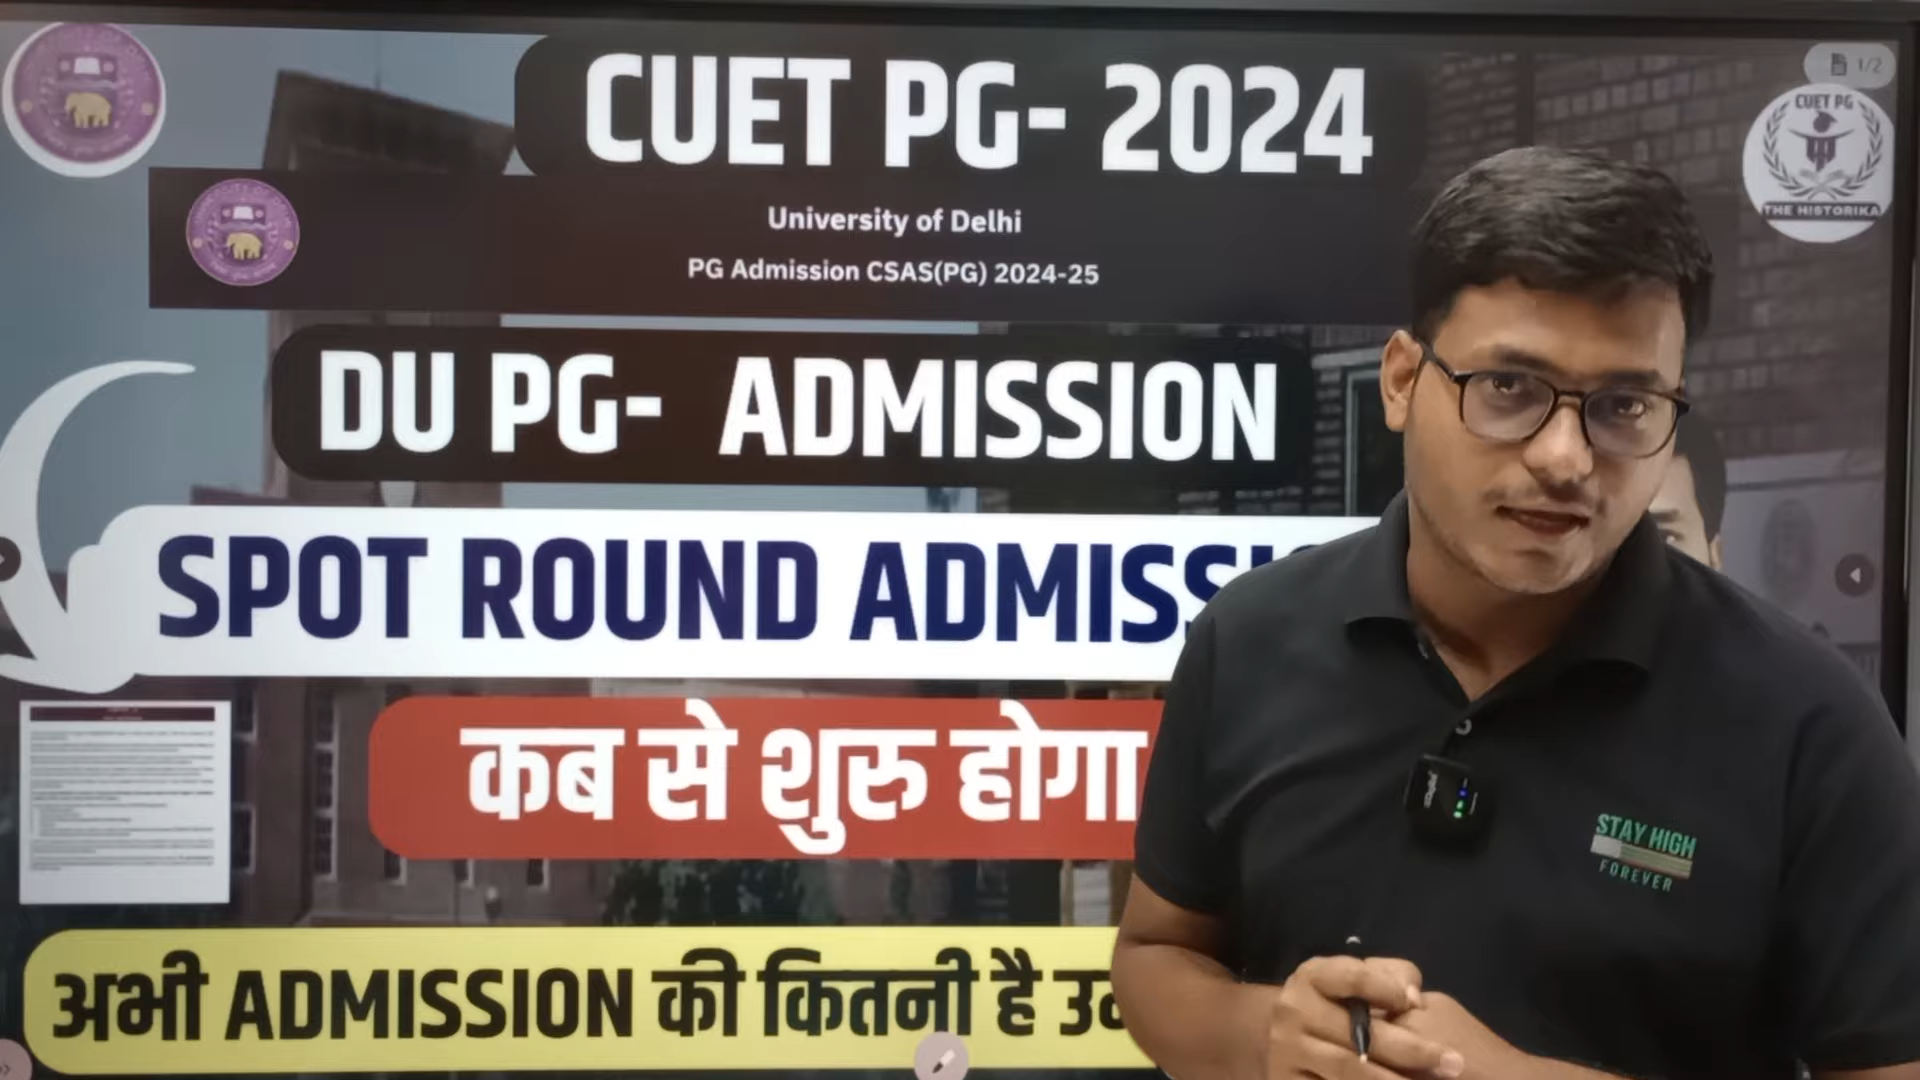 CUET PG- 2024
1/2
CUET PG
THE HISTORIKA
University of Delhi
PG Admission CSAS(PG) 2024-25
DU PG- ADMISSION
SPOT ROUND
कब से शुरु होगा
अभी ADMISSION की कितनी है
STAY HIGH
FOREVER